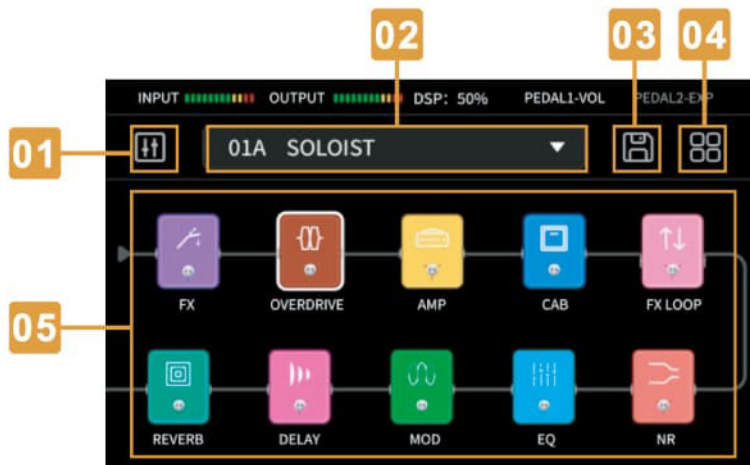 02 03 04
INPUT OUTPUT DSP: 50% PEDAL1-VOL PEDAL2-EXP
01 01A SOLOIST
05
FX OVERDRIVE AMP CAB FX LOOP
REVERB DELAY MOD EQ NR